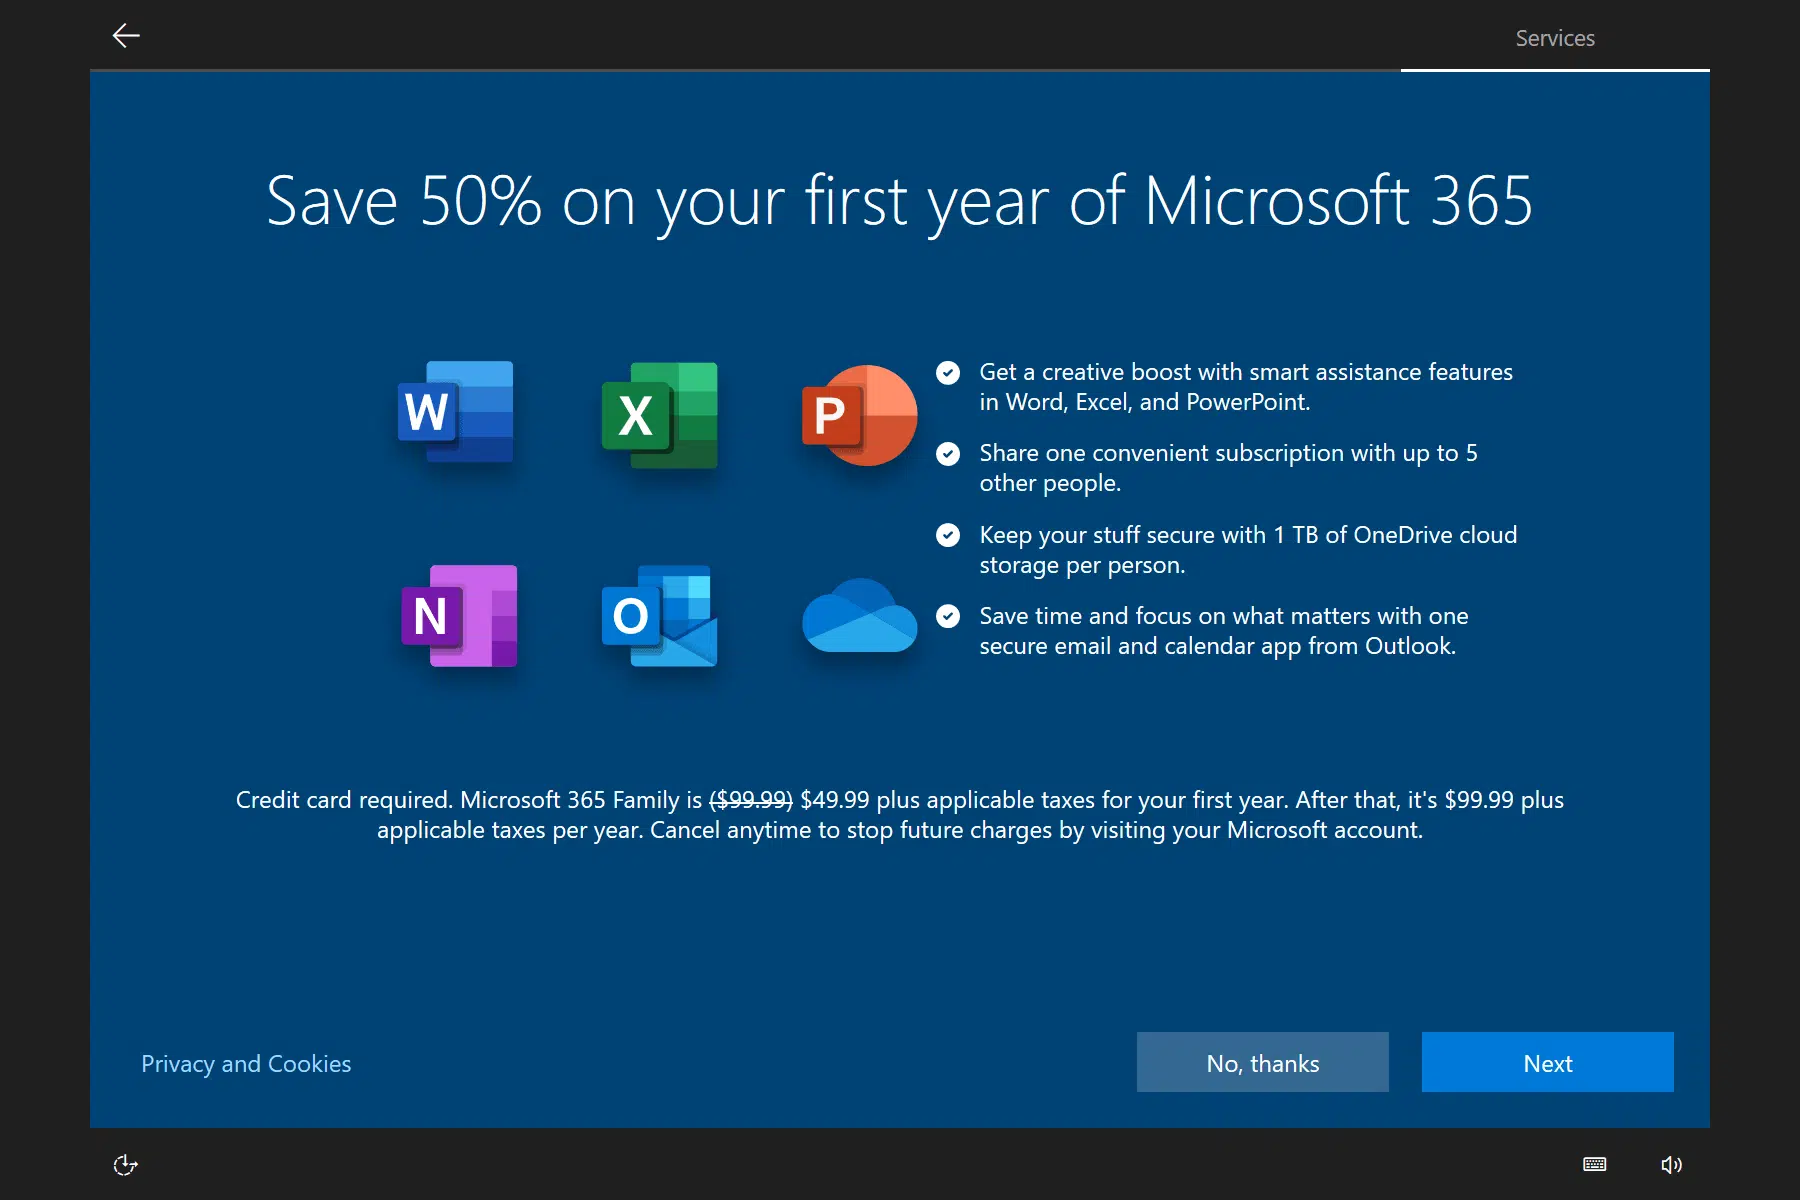 Services
Save 50% on your first year of Microsoft 365
W
X
P
N
O
Get a creative boost with smart assistance features
in Word, Excel, and PowerPoint.
Share one convenient subscription with up to 5
other people.
Keep your stuff secure with 1 TB of OneDrive cloud
storage per person.
Save time and focus on what matters with one
secure email and calendar app from Outlook.
Credit card required. Microsoft 365 Family is ($99.99) $49.99 plus applicable taxes for your first year. After that, it's $99.99 plus
applicable taxes per year. Cancel anytime to stop future charges by visiting your Microsoft account.
Privacy and Cookies
No, thanks
Next